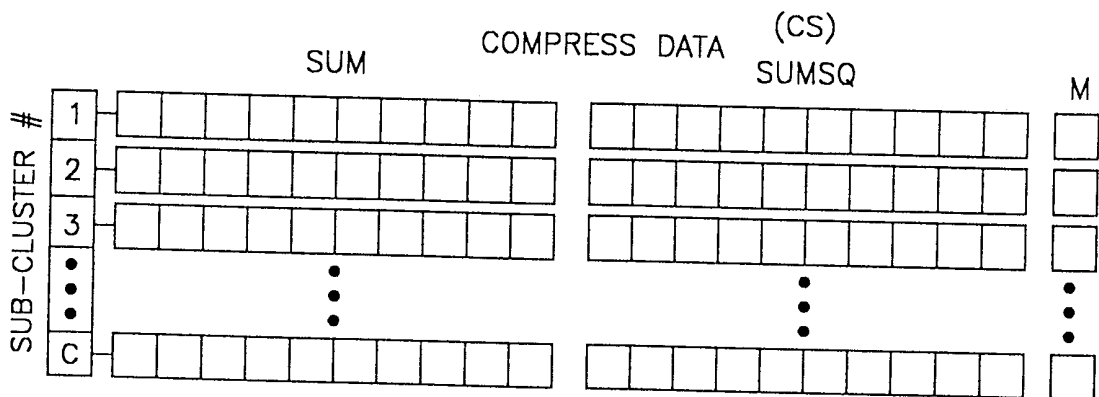 COMPRESS DATA (CS)
SUM
SUMSQ
M
SUB-CLUSTER #
1
2
3
C